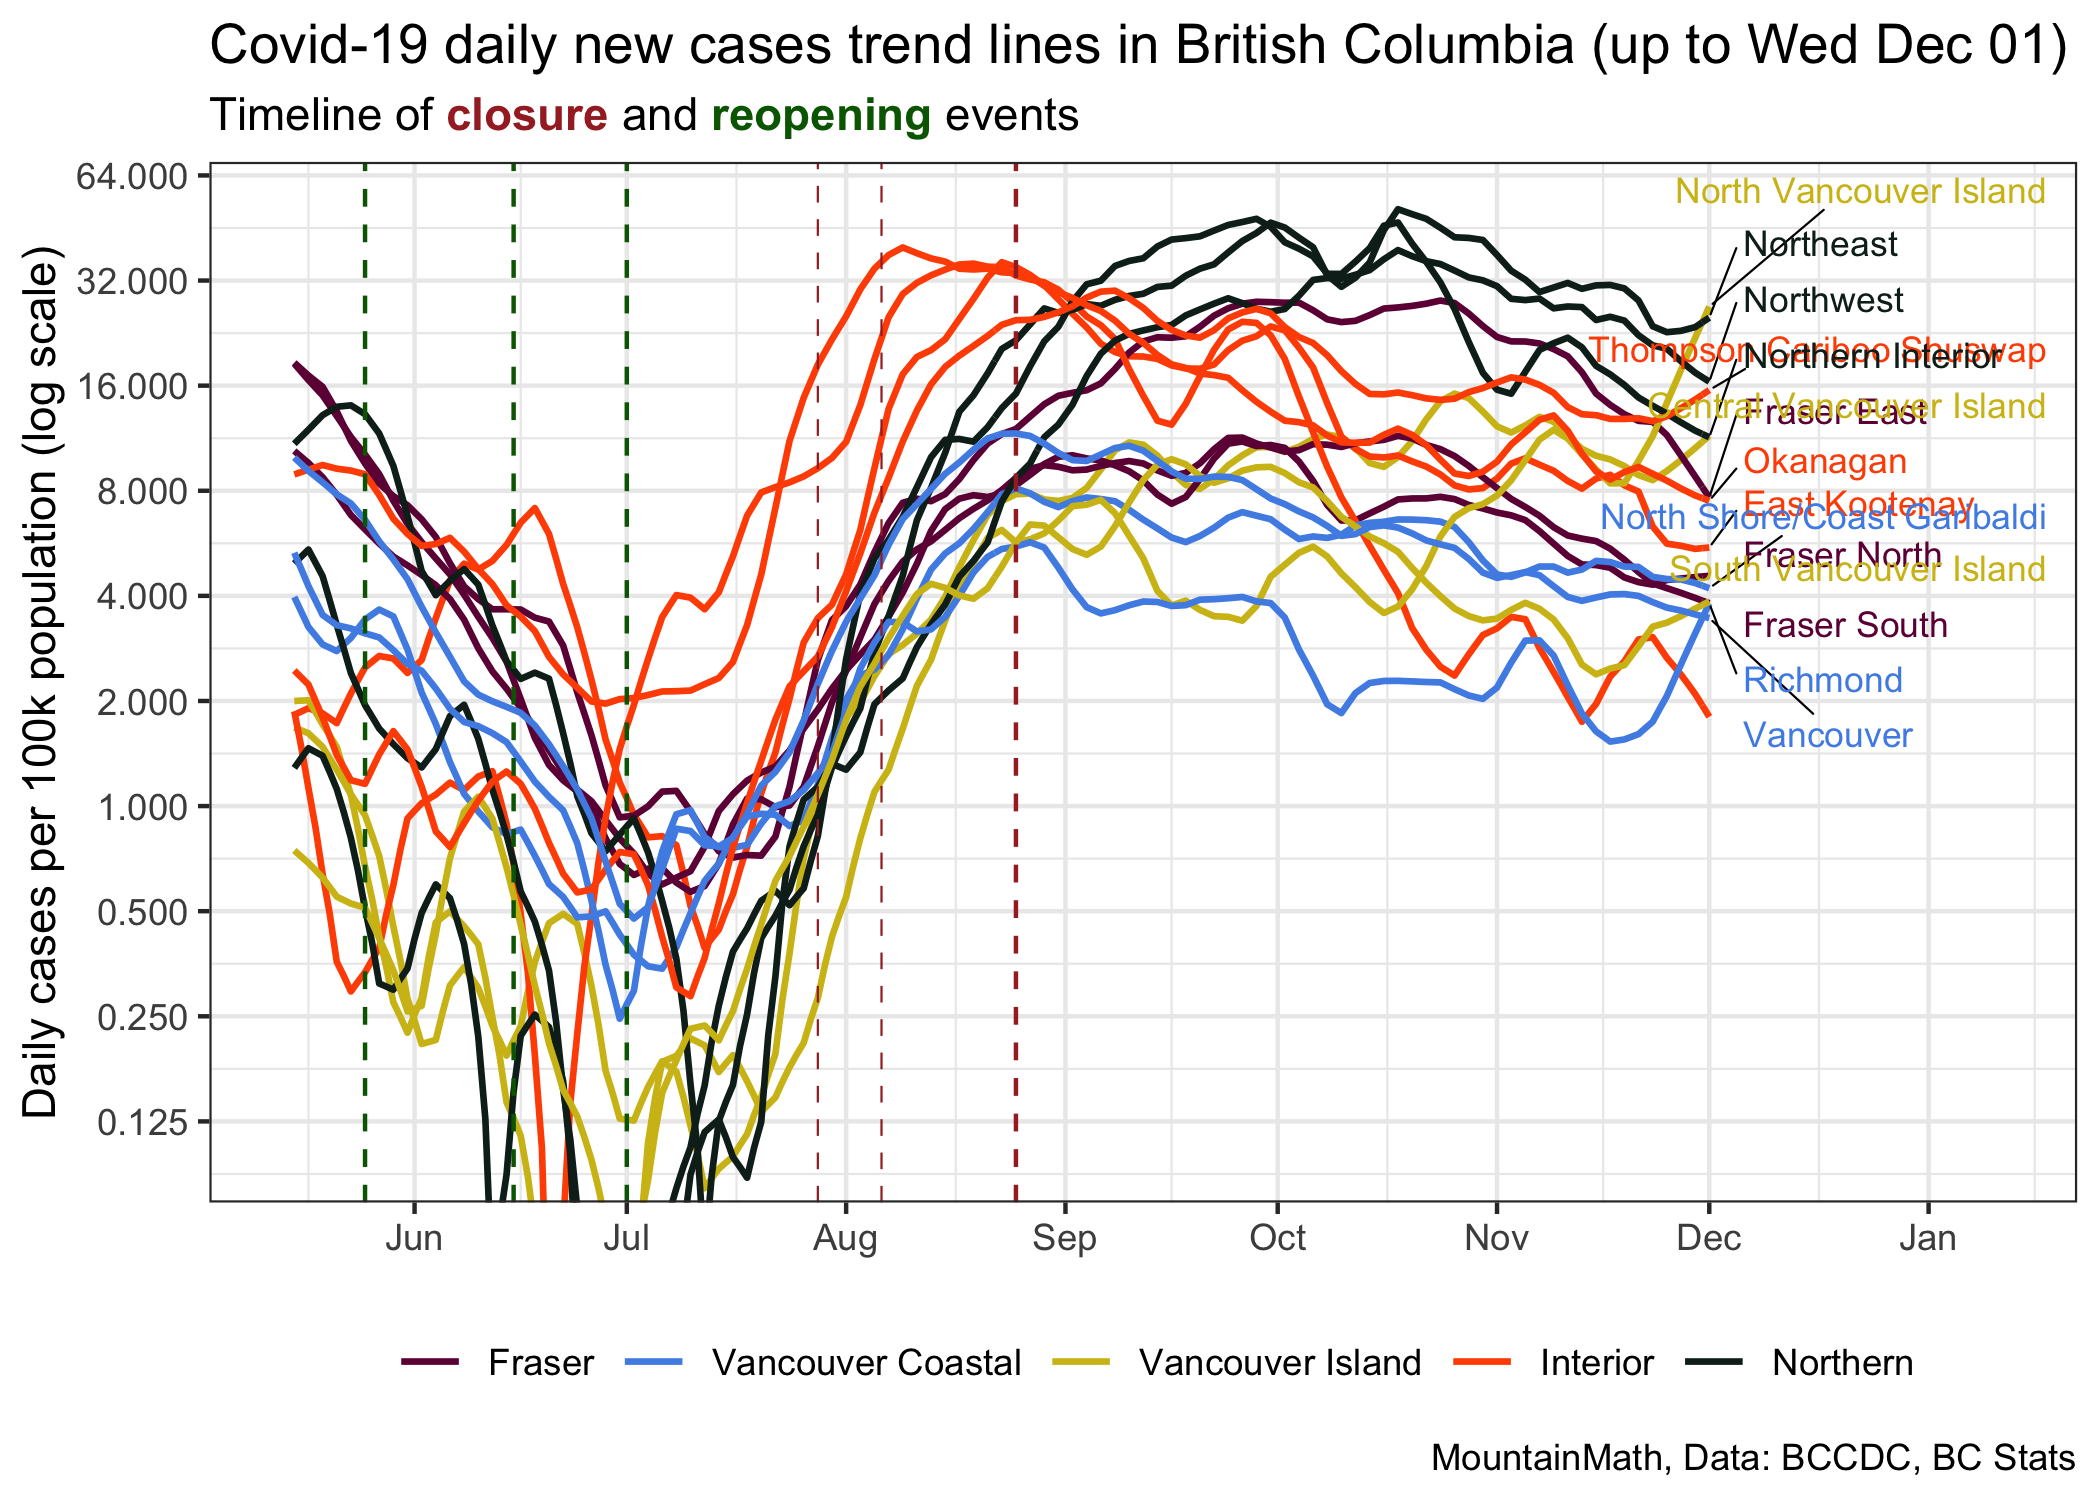 Covid-19 daily new cases trend lines in British Columbia (up to Wed Dec 01)
Timeline of closure and reopening events
Daily cases per 100k population (log scale)
64.000
32.000
16.000
8.000
4.000
2.000
1.000
0.500
0.250
0.125
North Vancouver Island
Northeast
Northwest
Thompson Cariboo Shuswap
Northern Interior
Central Vancouver Island
Fraser East
Okanagan
East Kootenay
North Shore/Coast Garibaldi
Fraser North
South Vancouver Island
Fraser South
Richmond
Vancouver
Jun Jul Aug Sep Oct Nov Dec Jan
Fraser Vancouver Coastal Vancouver Island Interior Northern
MountainMath, Data: BCCDC, BC Stats